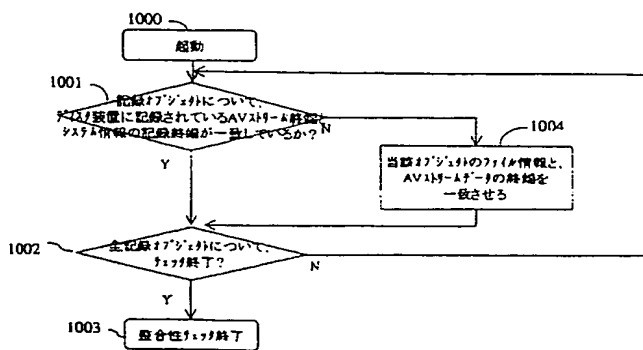 1000
起動
1001
記録オブジェクトについて、
ディスク装置に記録されているAVストリーム終端と
システム情報の記録終端が一致しているか?
N
Y
1004
当該オブジェクトのファイル情報と、
AVストリームデータの終端を
一致させる
1002
全記録オブジェクトについて、
チェック終了?
N
Y
1003
整合性チェック終了